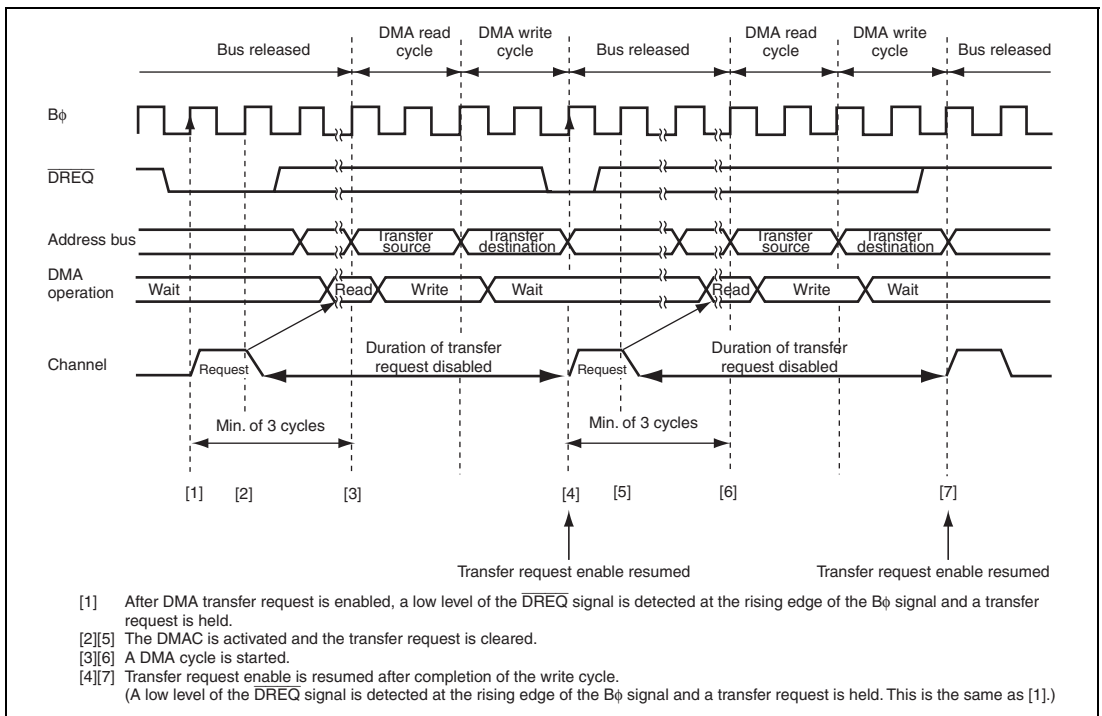 Bus released
DMA read cycle
DMA write cycle
Bus released
DMA read cycle
DMA write cycle
Bus released
Bφ
DREQ
Address bus
Transfer source
Transfer destination
Transfer source
Transfer destination
DMA operation
Wait
Read
Write
Wait
Read
Write
Wait
Channel
Request
Duration of transfer request disabled
Request
Duration of transfer request disabled
Min. of 3 cycles
Min. of 3 cycles
[1] [2] [3] [4] [5] [6] [7]
Transfer request enable resumed
Transfer request enable resumed
[1] After DMA transfer request is enabled, a low level of the DREQ signal is detected at the rising edge of the Bφ signal and a transfer
request is held.
[2][5] The DMAC is activated and the transfer request is cleared.
[3][6] A DMA cycle is started.
[4][7] Transfer request enable is resumed after completion of the write cycle.
(A low level of the DREQ signal is detected at the rising edge of the Bφ signal and a transfer request is held. This is the same as [1].)